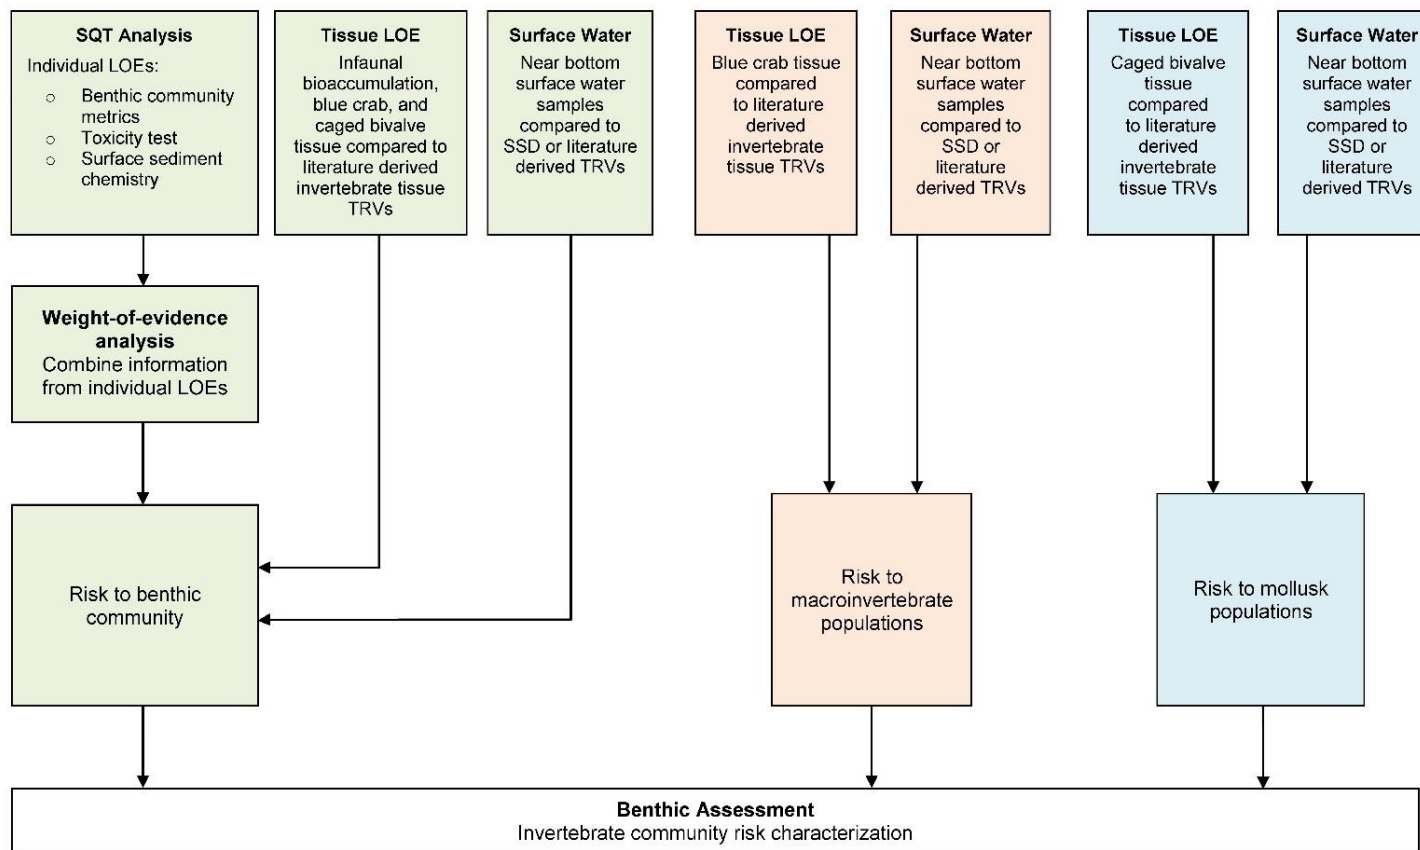 SQT Analysis
Individual LOEs:
o Benthic community
metrics
o Toxicity test
o Surface sediment
chemistry
Tissue LOE
Infaunal
bioaccumulation,
blue crab, and
caged bivalve
tissue compared to
literature derived
invertebrate tissue
TRVs
Surface Water
Near bottom
surface water
samples
compared to
SSD or literature
derived TRVs
Tissue LOE
Blue crab tissue
compared
to literature
derived
invertebrate
tissue TRVs
Surface Water
Near bottom
surface water
samples
compared to
SSD or
literature
derived TRVs
Tissue LOE
Caged bivalve
tissue
compared
to literature
derived
invertebrate
tissue TRVs
Surface Water
Near bottom
surface water
samples
compared to
SSD or
literature
derived TRVs
Weight-of-evidence
analysis
Combine information
from individual LOEs
Risk to benthic
community
Risk to
macroinvertebrate
populations
Risk to mollusk
populations
Benthic Assessment
Invertebrate community risk characterization